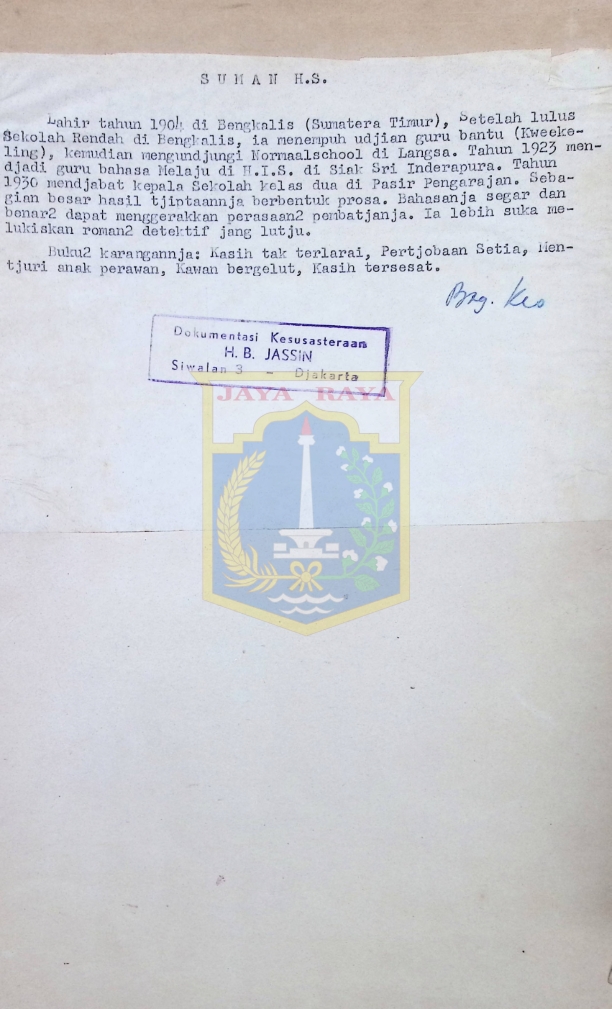 SUMAN H.S.
Lahir tahun 1904 di Bengkalis (Sumatera Timur), Setelah lulus
Sekolah Rendah di Bengkalis, ia menempuh udjian guru bantu (Kweeke-
ling), kemudian mengundjungi Normaalschool di Langsa. Tahun 1923 men-
djadi guru bahasa Melaju di H.I.S. di Siak Sri Inderapura. Tahun
1930 mendjabat kepala Sekolah kelas dua di Pasir Pengarajan. Seba-
gian besar hasil tjiptaannja berbentuk prosa. Bahasanja segar dan
benar2 dapat menggerakkan perasaan2 pembatjanja. Ia lebih suka me-
lukiskan roman2 detektif jang lutju.
Buku2 karangannja: Kasih tak terlarai, Pertjobaan Setia, Men-
tjuri anak perawan, Kawan bergelut, Kasih tersesat.
Dokumentasi Kesusasteraan
H. B. JASSIN
Siwalan 3 - Djakarta
JAYA RAYA